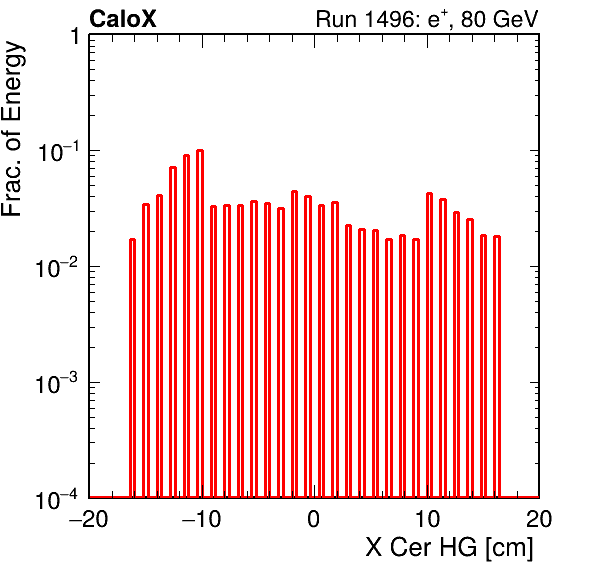 CaloX Run 1496: e⁺, 80 GeV
Frac. of Energy
1
10⁻¹
10⁻²
10⁻³
10⁻⁴
−20 −10 0 10 20
X Cer HG [cm]